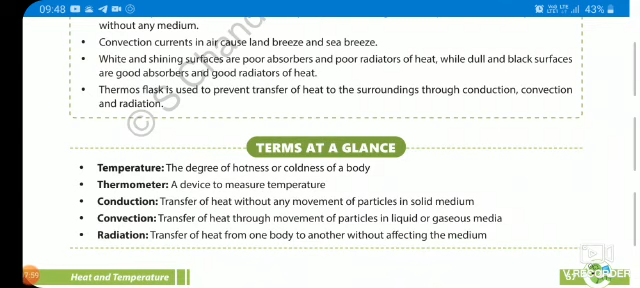 09:48
VoLTE LTE
43%
without any medium.
• Convection currents in air cause land breeze and sea breeze.
• White and shining surfaces are poor absorbers and poor radiators of heat, while dull and black surfaces
are good absorbers and good radiators of heat.
• Thermos flask is used to prevent transfer of heat to the surroundings through conduction, convection
and radiation.
© S Chand
TERMS AT A GLANCE
• Temperature: The degree of hotness or coldness of a body
• Thermometer: A device to measure temperature
• Conduction: Transfer of heat without any movement of particles in solid medium
• Convection: Transfer of heat through movement of particles in liquid or gaseous media
• Radiation: Transfer of heat from one body to another without affecting the medium
Heat and Temperature
V.RECORDER